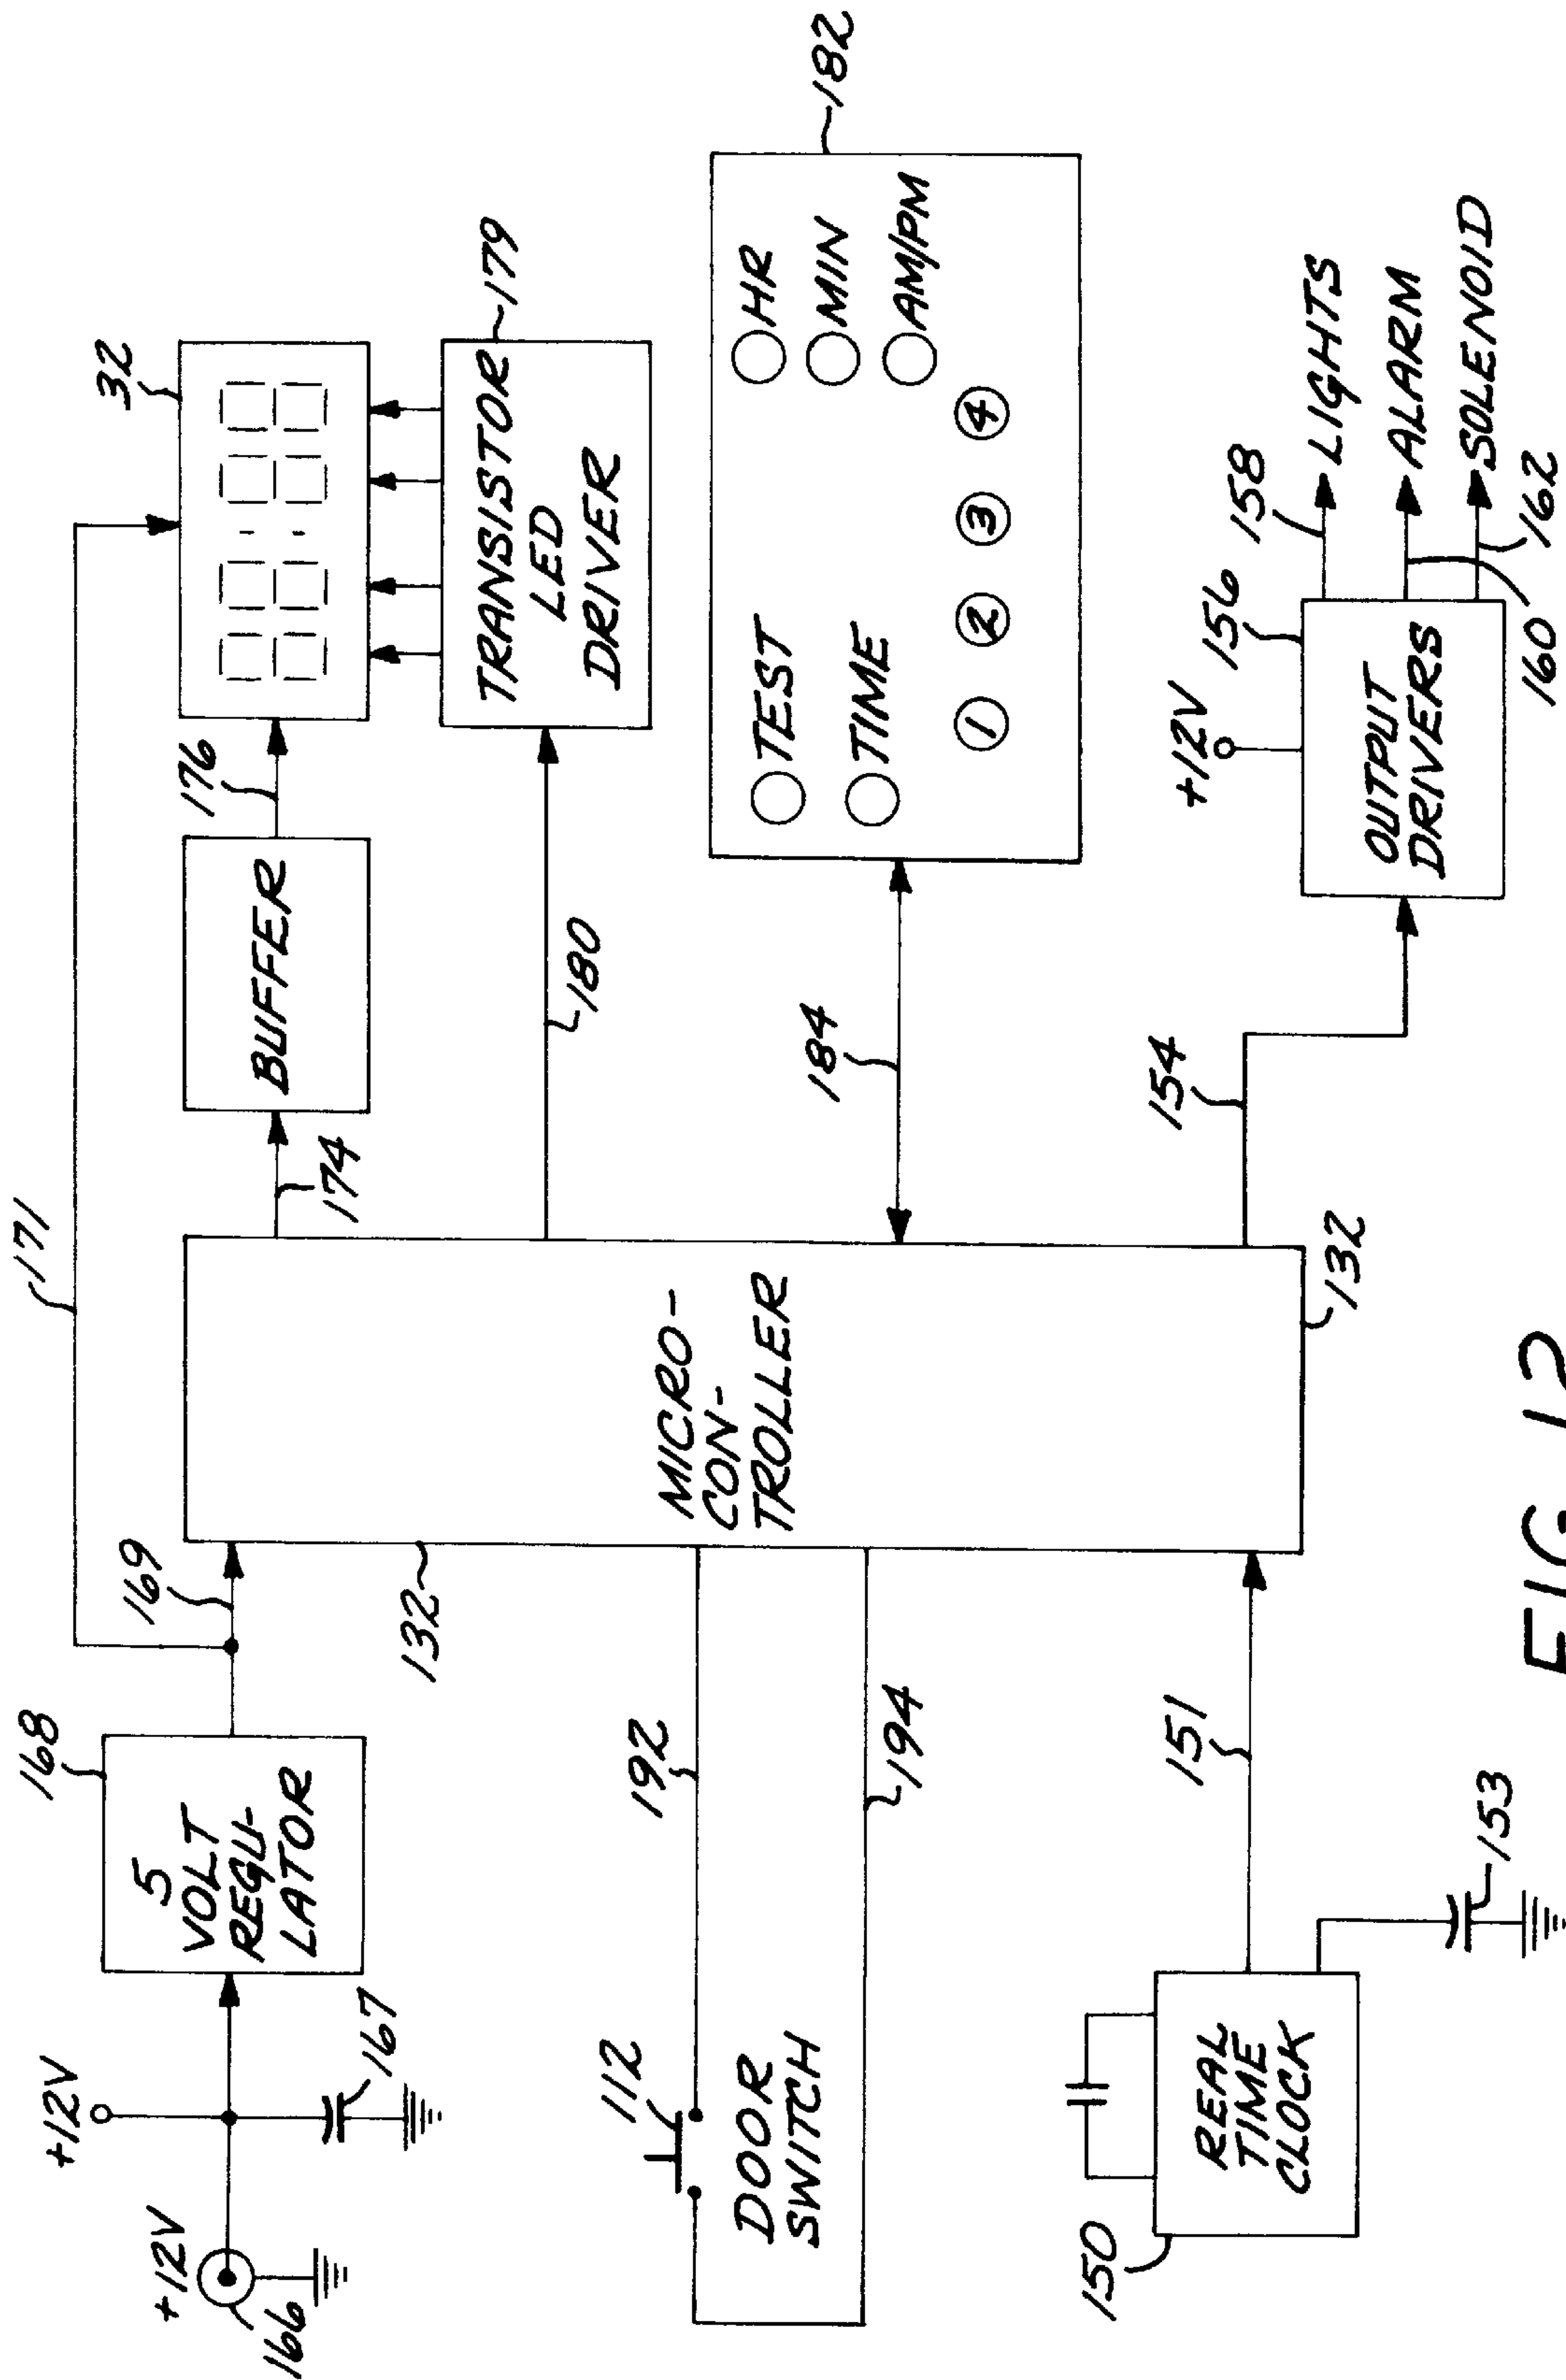 171
+12V
+12V
166
167
168
5
VOLT
REGU-
LATOR
169
174
BUFFER
176
32
TRANSISTOR
LED
DRIVER
179
180
132
MICRO-
CON-
TROLLER
132
112
DOOR
SWITCH
192
194
184
TEST
TIME
HR
MIN
AM/PM
1 2 3 4
182
150
REAL
TIME
CLOCK
151
153
154
+12V
156
OUTPUT
DRIVERS
158
LIGHTS
ALARM
SOLENOID
160
162
FIG. 12